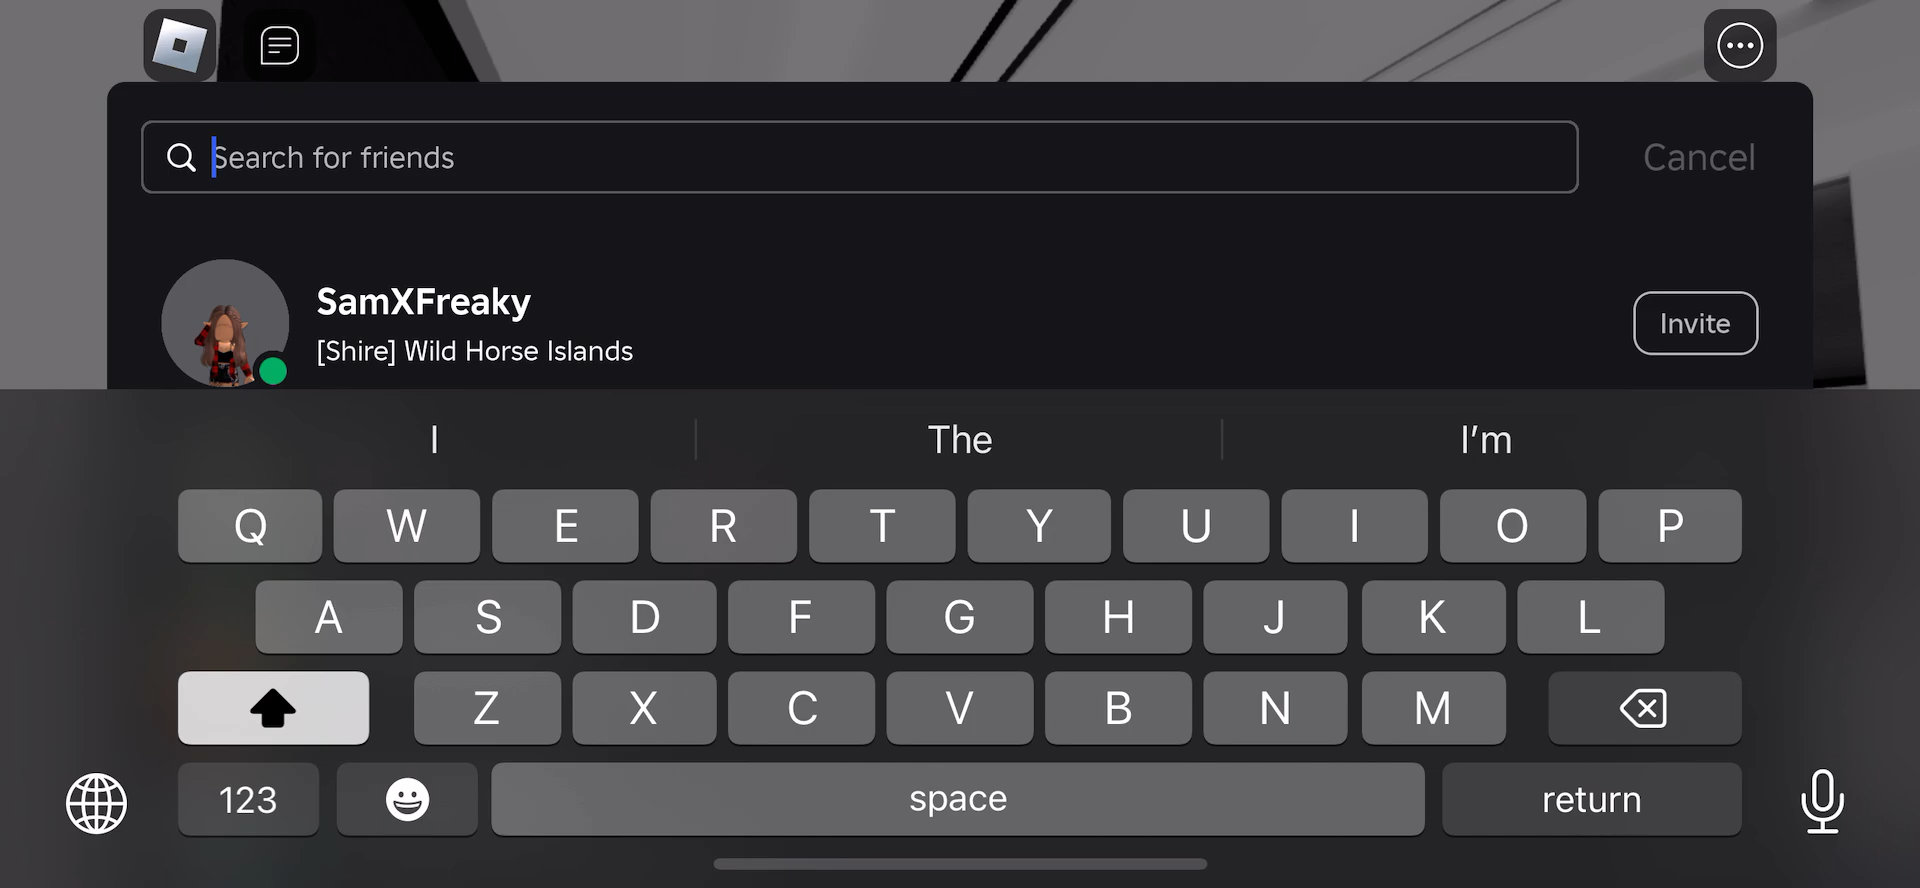 Search for friends
Cancel
SamXFreaky
[Shire] Wild Horse Islands
Invite
I
The
I'm
Q W E R T Y U I O P
A S D F G H J K L
Z X C V B N M
123
space
return